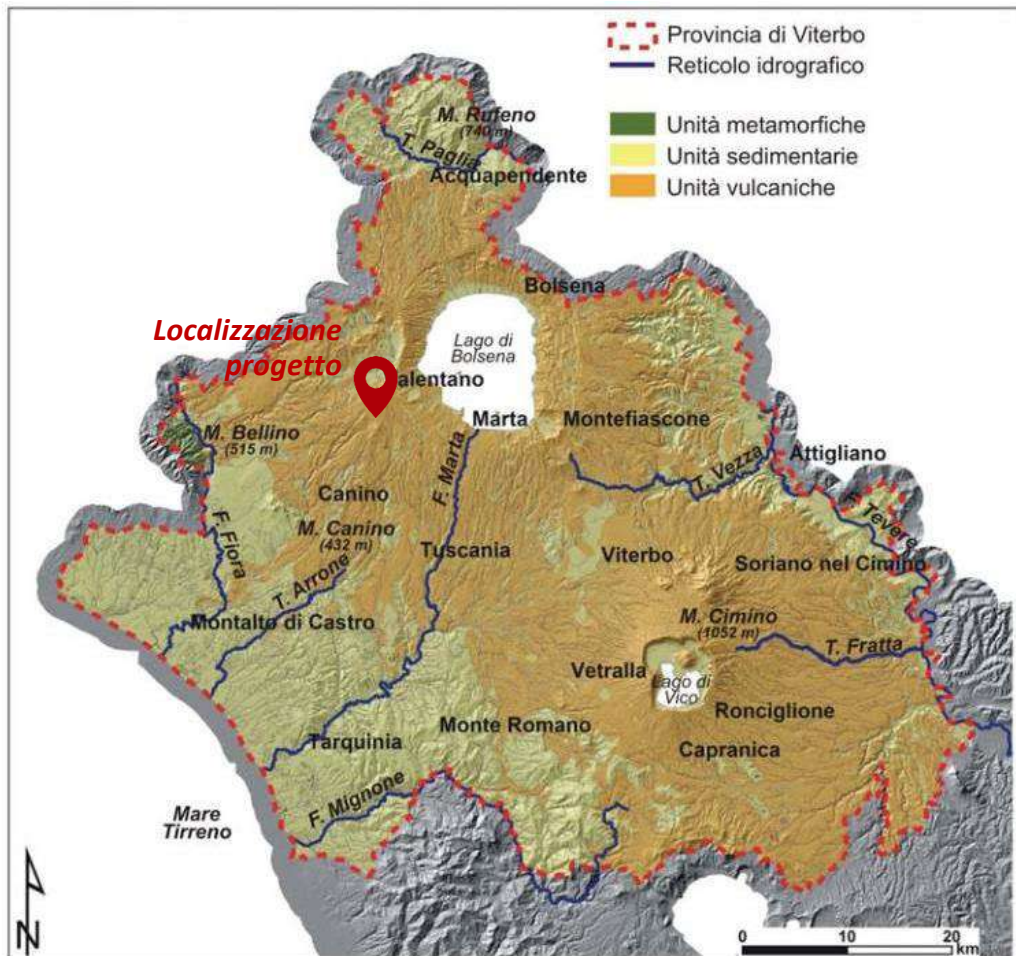 Provincia di Viterbo
Reticolo idrografico
Unità metamorfiche
Unità sedimentarie
Unità vulcaniche
M. Rufeno
(740 m)
T. Paglia
Acquapendente
Bolsena
Localizzazione
progetto
Lago di
Bolsena
alentano
Marta
Montefiascone
M. Bellino
(515 m)
F. Marta
T. Vezza
Attigliano
F. Tevere
Canino
M. Canino
(432 m)
F. Fiora
T. Arrone
Tuscania
Viterbo
Soriano nel Cimino
Montalto di Castro
M. Cimino
(1052 m)
T. Fratta
Vetralla
Lago di
Vico
Ronciglione
Monte Romano
Capranica
Tarquinia
F. Mignone
Mare
Tirreno
N
0 10 20
km